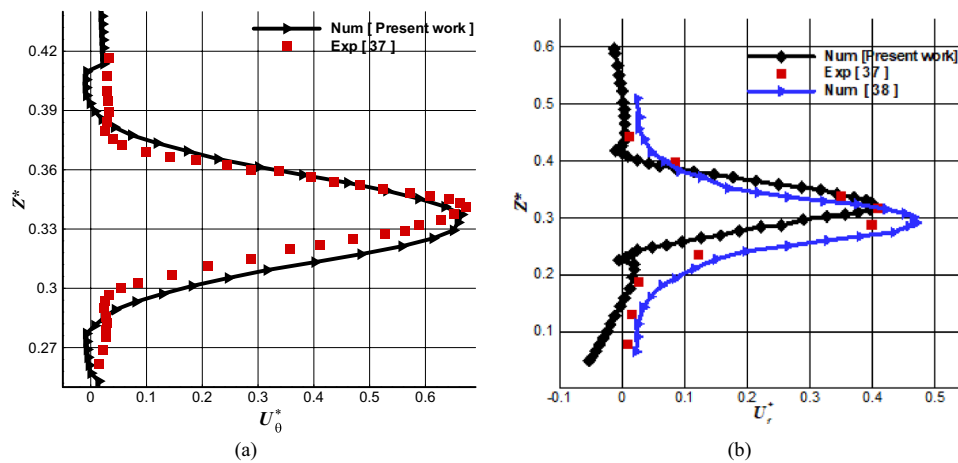 Num [ Present work ]
Exp [ 37 ]
0.42
0.39
0.36
0.33
0.3
0.27
Z*
0 0.1 0.2 0.3 0.4 0.5 0.6
U*θ
(a)
Num [Present work]
Exp [ 37 ]
Num [ 38 ]
0.6
0.5
0.4
0.3
0.2
0.1
Z*
-0.1 0 0.1 0.2 0.3 0.4 0.5
U*r
(b)